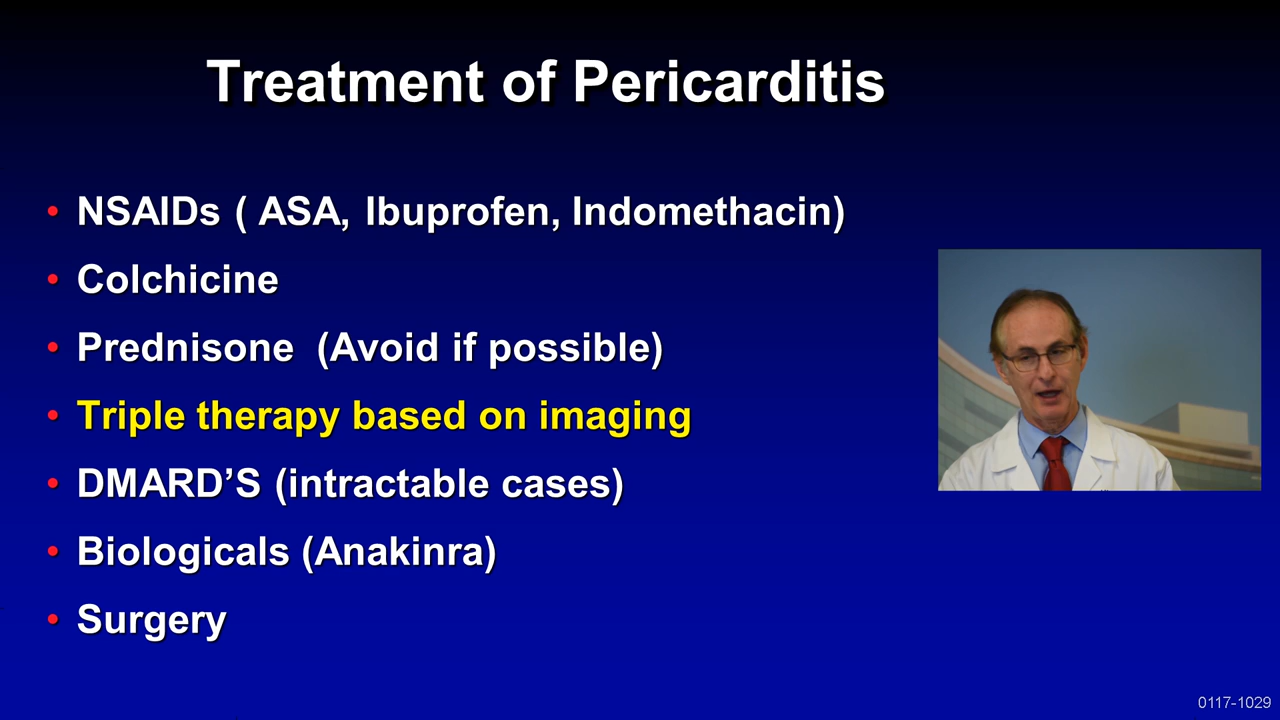 Treatment of Pericarditis
• NSAIDs ( ASA, Ibuprofen, Indomethacin)
• Colchicine
• Prednisone  (Avoid if possible)
• Triple therapy based on imaging
• DMARD’S (intractable cases)
• Biologicals (Anakinra)
• Surgery
0117-1029